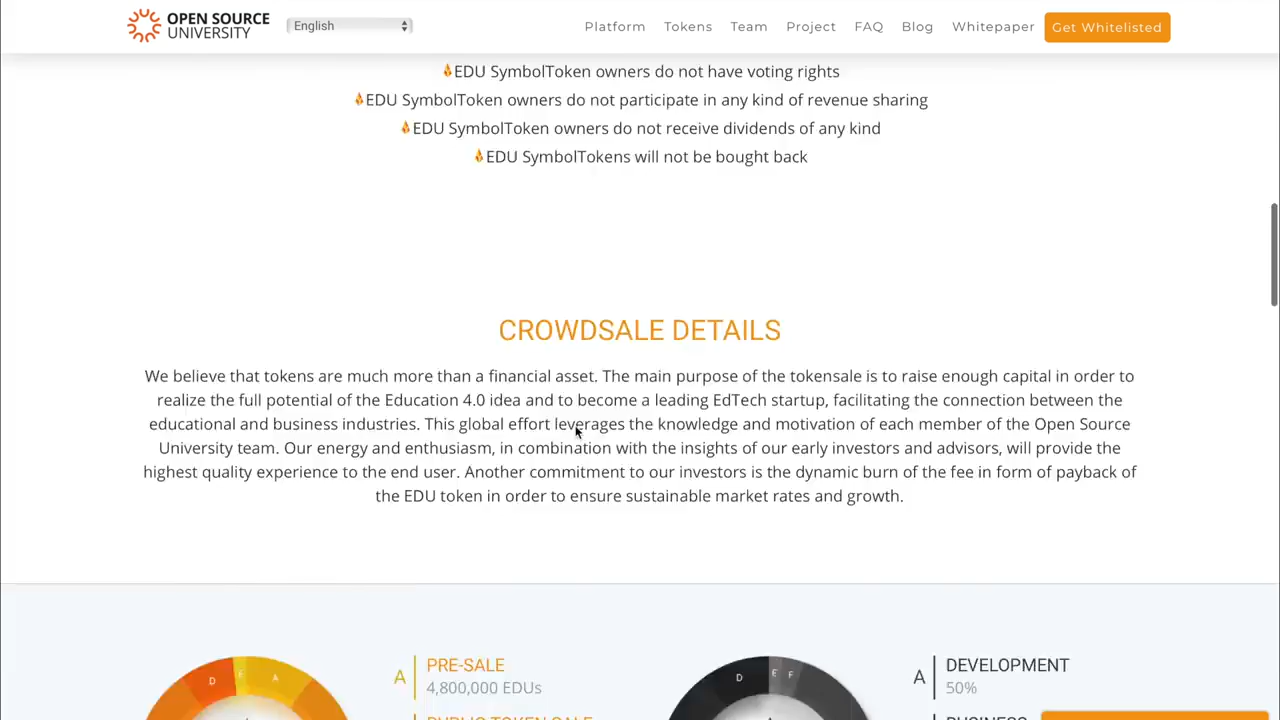 OPEN SOURCE
UNIVERSITY
English
Platform Tokens Team Project FAQ Blog Whitepaper Get Whitelisted
EDU SymbolToken owners do not have voting rights
EDU SymbolToken owners do not participate in any kind of revenue sharing
EDU SymbolToken owners do not receive dividends of any kind
EDU SymbolTokens will not be bought back
CROWDSALE DETAILS
We believe that tokens are much more than a financial asset. The main purpose of the tokensale is to raise enough capital in order to
realize the full potential of the Education 4.0 idea and to become a leading EdTech startup, facilitating the connection between the
educational and business industries. This global effort leverages the knowledge and motivation of each member of the Open Source
University team. Our energy and enthusiasm, in combination with the insights of our early investors and advisors, will provide the
highest quality experience to the end user. Another commitment to our investors is the dynamic burn of the fee in form of payback of
the EDU token in order to ensure sustainable market rates and growth.
D F A
A PRE-SALE
4,800,000 EDUs
PUBLIC TOKEN SALE
D E F
A DEVELOPMENT
50%
BUSINESS